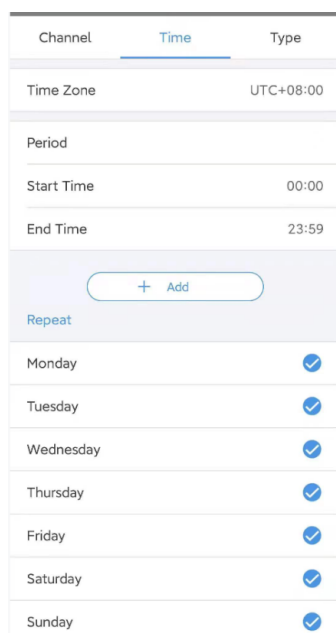 Channel Time Type
Time Zone UTC+08:00
Period
Start Time 00:00
End Time 23:59
+ Add
Repeat
Monday
Tuesday
Wednesday
Thursday
Friday
Saturday
Sunday